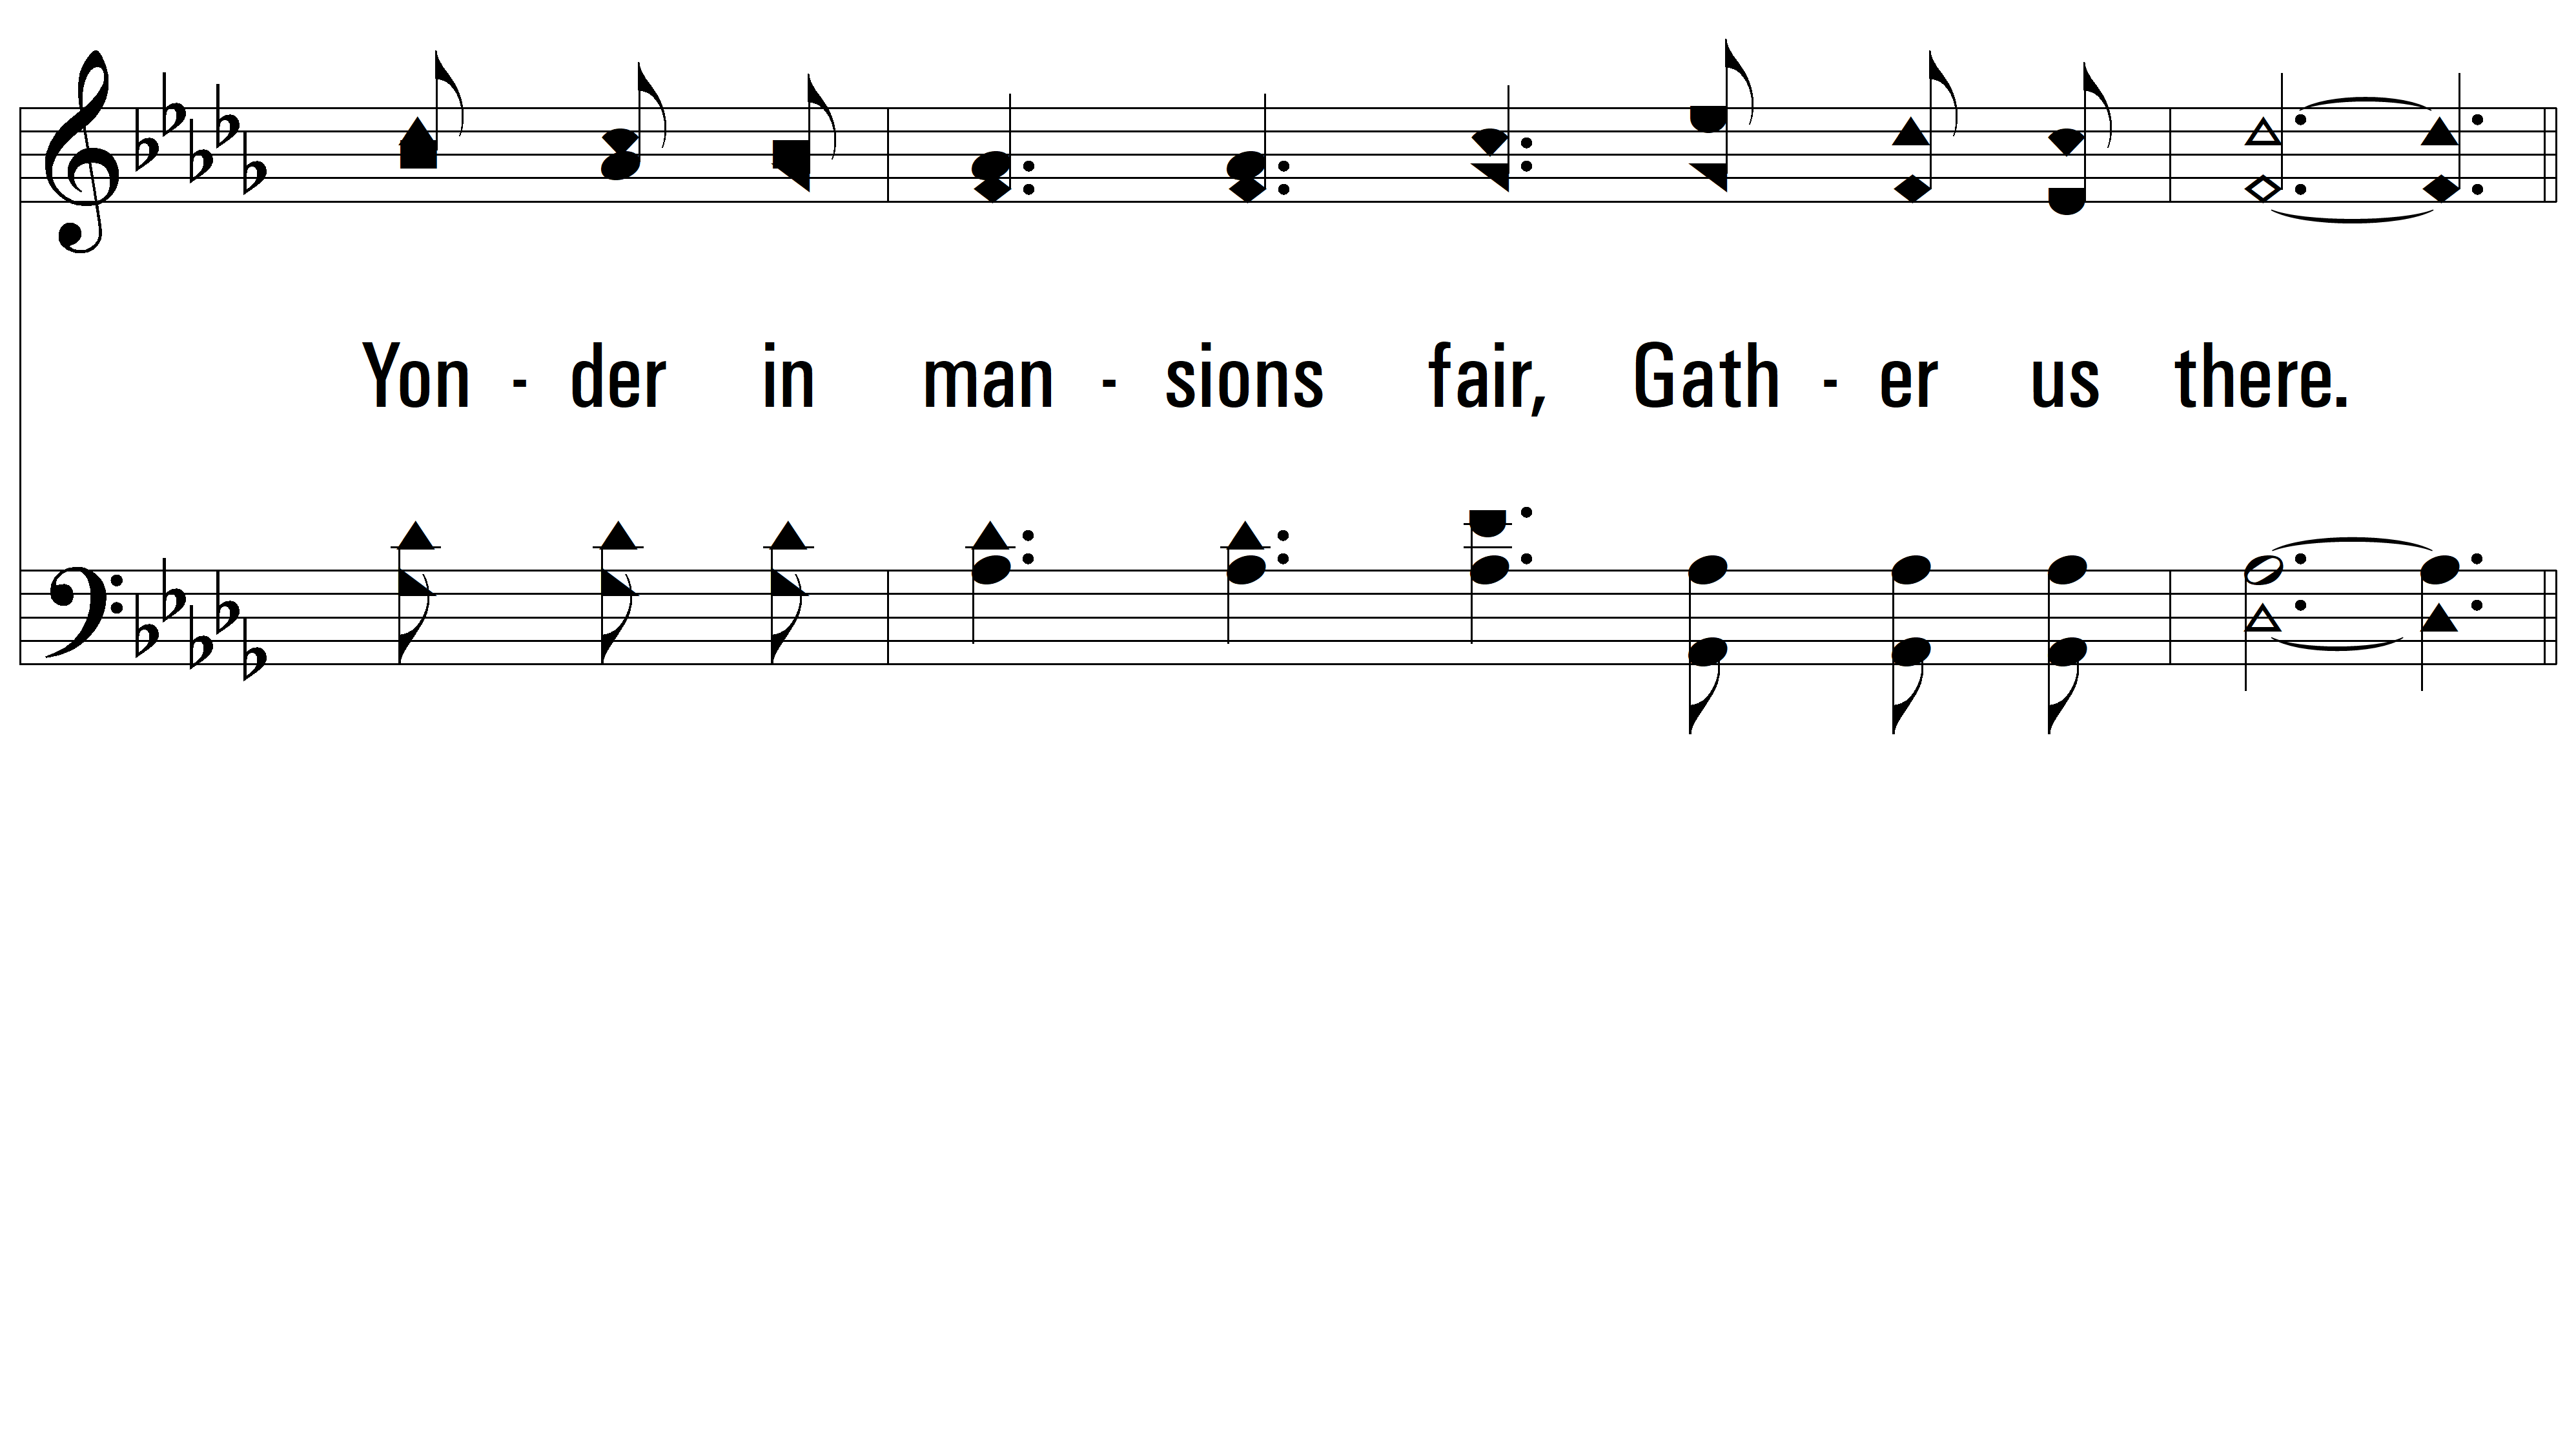 Yon - der in man - sions fair, Gath - er us there.